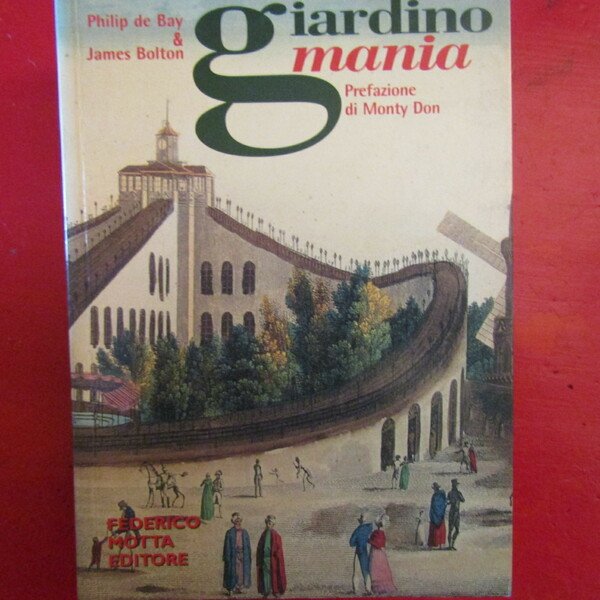 Philip de Bay
&
James Bolton
giardino
mania
Prefazione
di Monty Don
FEDERICO
MOTTA
EDITORE